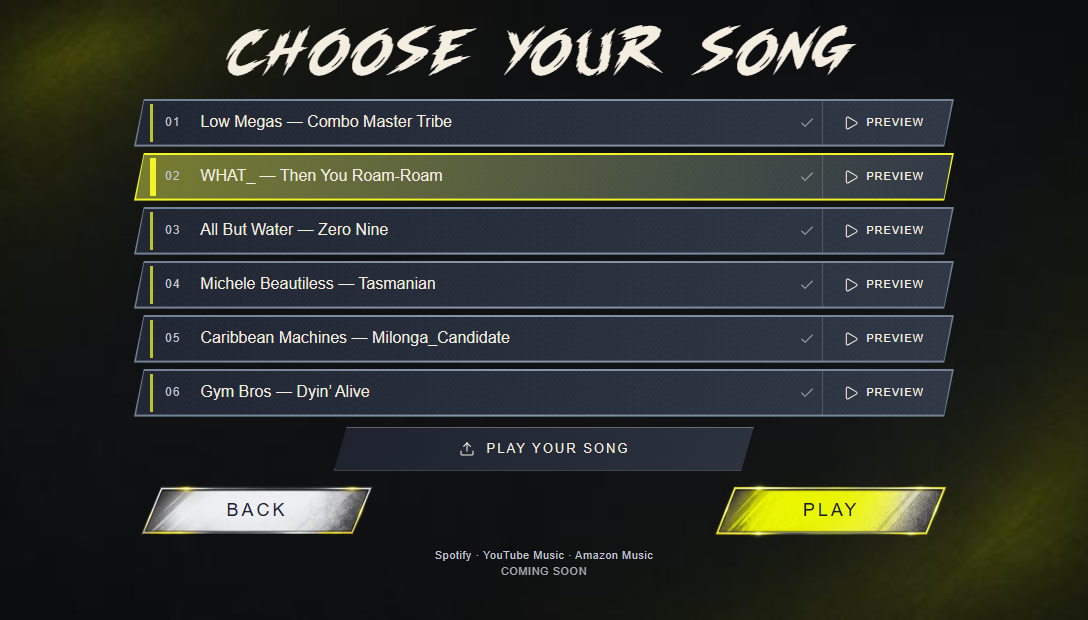 CHOOSE YOUR SONG
01 Low Megas — Combo Master Tribe PREVIEW
02 WHAT_ — Then You Roam-Roam PREVIEW
03 All But Water — Zero Nine PREVIEW
04 Michele Beautiless — Tasmanian PREVIEW
05 Caribbean Machines — Milonga_Candidate PREVIEW
06 Gym Bros — Dyin’ Alive PREVIEW
PLAY YOUR SONG
BACK PLAY
Spotify · YouTube Music · Amazon Music
COMING SOON